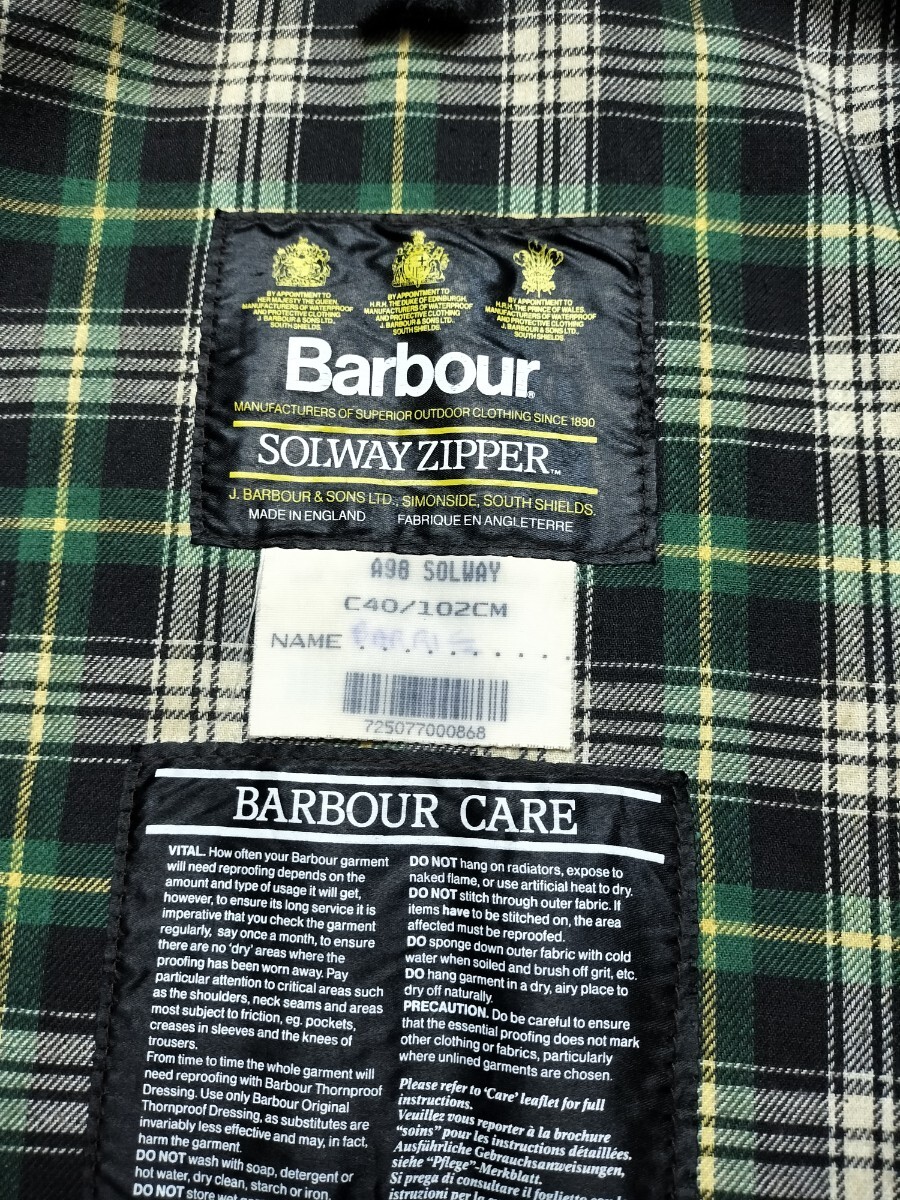 BY APPOINTMENT TO
HER MAJESTY THE QUEEN,
MANUFACTURERS OF WATERPROOF
AND PROTECTIVE CLOTHING
J. BARBOUR & SONS LTD.
SOUTH SHIELDS.
BY APPOINTMENT TO
H.R.H. THE DUKE OF EDINBURGH,
MANUFACTURERS OF WATERPROOF
AND PROTECTIVE CLOTHING
J. BARBOUR & SONS LTD.
SOUTH SHIELDS.
BY APPOINTMENT TO
H.R.H. THE PRINCE OF WALES,
MANUFACTURERS OF WATERPROOF
AND PROTECTIVE CLOTHING
J. BARBOUR & SONS LTD.
SOUTH SHIELDS.
Barbour®
MANUFACTURERS OF SUPERIOR OUTDOOR CLOTHING SINCE 1890
SOLWAY ZIPPER™
J. BARBOUR & SONS LTD., SIMONSIDE, SOUTH SHIELDS.
MADE IN ENGLAND FABRIQUE EN ANGLETERRE
A98 SOLWAY
C40/102CM
NAME
725077000868
BARBOUR CARE
VITAL. How often your Barbour garment
will need reproofing depends on the
amount and type of usage it will get,
however, to ensure its long service it is
imperative that you check the garment
regularly, say once a month, to ensure
there are no 'dry' areas where the
proofing has been worn away. Pay
particular attention to critical areas such
as the shoulders, neck seams and areas
most subject to friction, eg. pockets,
creases in sleeves and the knees of
trousers.
From time to time the whole garment will
need reproofing with Barbour Thornproof
Dressing. Use only Barbour Original
Thornproof Dressing, as substitutes are
invariably less effective and may, in fact,
harm the garment.
DO NOT wash with soap, detergent or
hot water, dry clean, starch or iron.
DO NOT store wet
DO NOT hang on radiators, expose to
naked flame, or use artificial heat to dry.
DO NOT stitch through outer fabric. If
items have to be stitched on, the area
affected must be reproofed.
DO sponge down outer fabric with cold
water when soiled and brush off grit, etc.
DO hang garment in a dry, airy place to
dry off naturally.
PRECAUTION. Do be careful to ensure
that the essential proofing does not mark
other clothing or fabrics, particularly
where unlined garments are chosen.
Please refer to 'Care' leaflet for full
instructions.
Veuillez vous reporter à la brochure
"soins" pour les instructions détaillées.
Ausführliche Gebrauchsanweisungen,
siehe "Pflege"-Merkblatt.
Si prega di consultare il foglietto
istruzioni per la